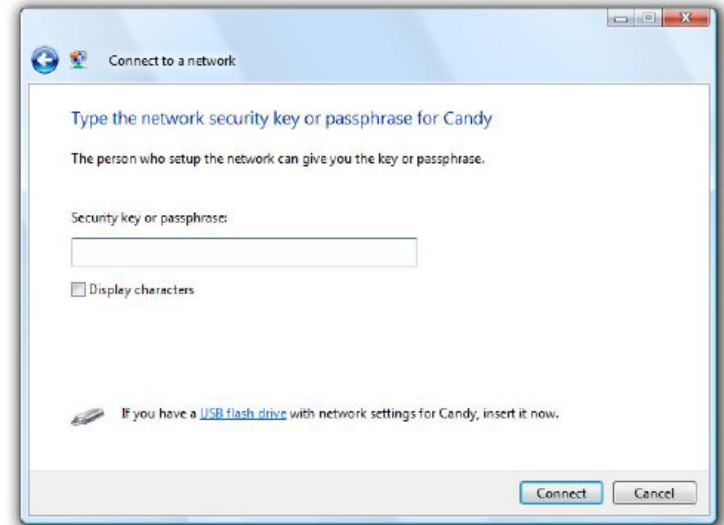 Connect to a network
Type the network security key or passphrase for Candy
The person who setup the network can give you the key or passphrase.
Security key or passphrase:
Display characters
If you have a USB flash drive with network settings for Candy, insert it now.
Connect Cancel